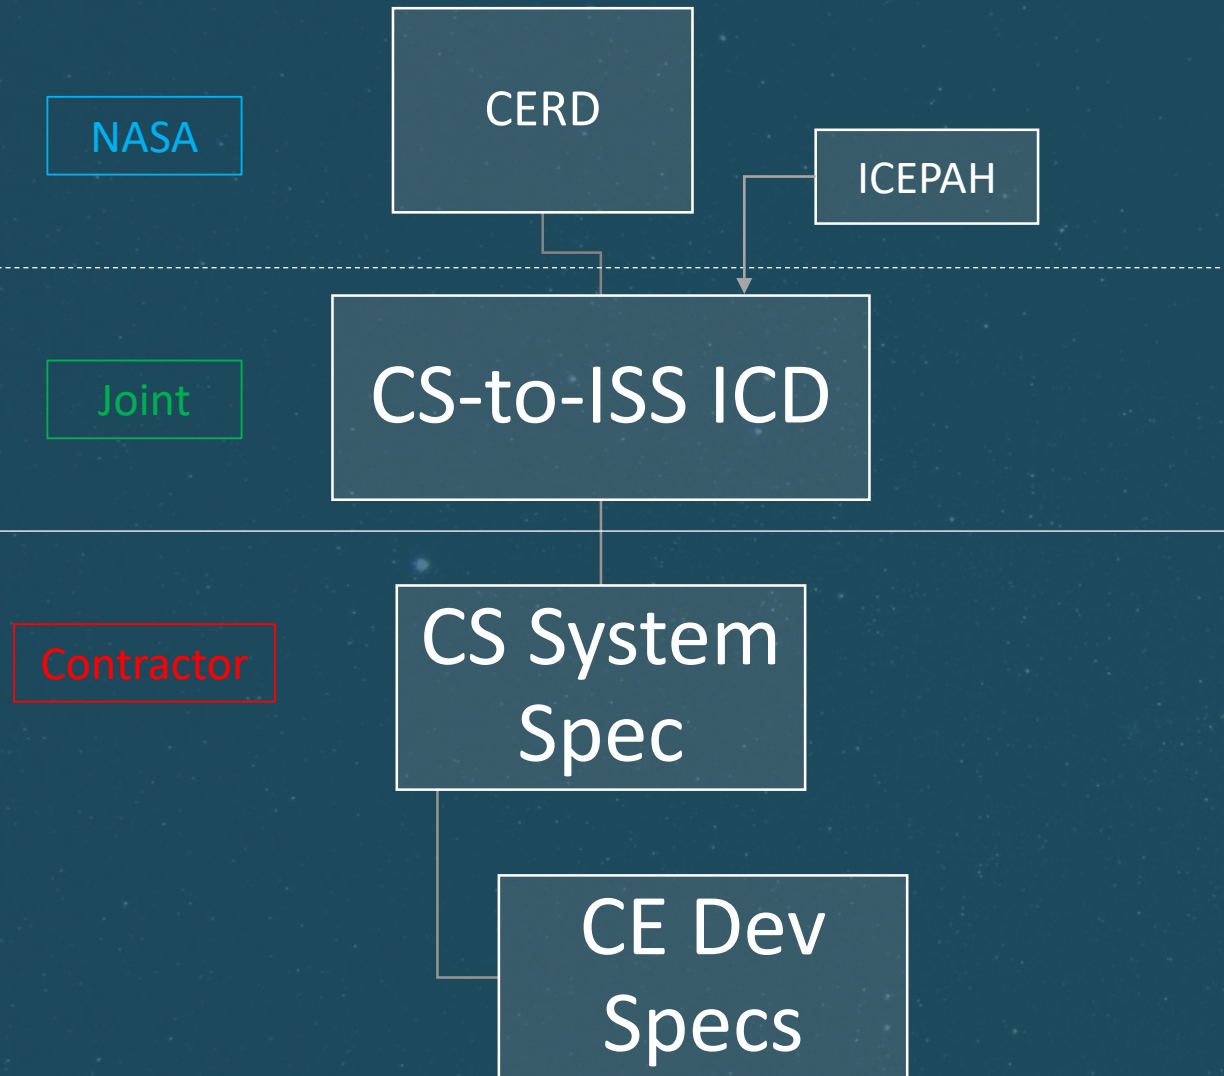 CERD
NASA
ICEPAH
CS-to-ISS ICD
Joint
CS System
Spec
Contractor
CE Dev
Specs